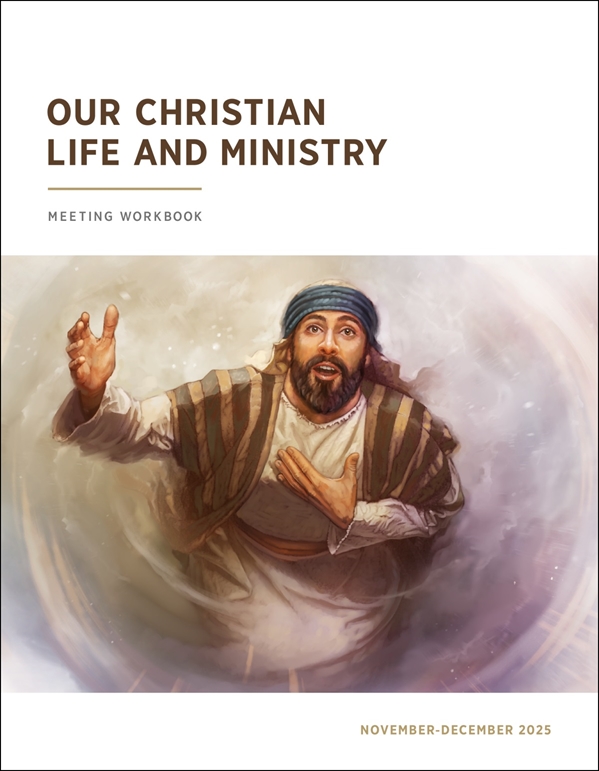 OUR CHRISTIAN
LIFE AND MINISTRY
MEETING WORKBOOK
NOVEMBER-DECEMBER 2025